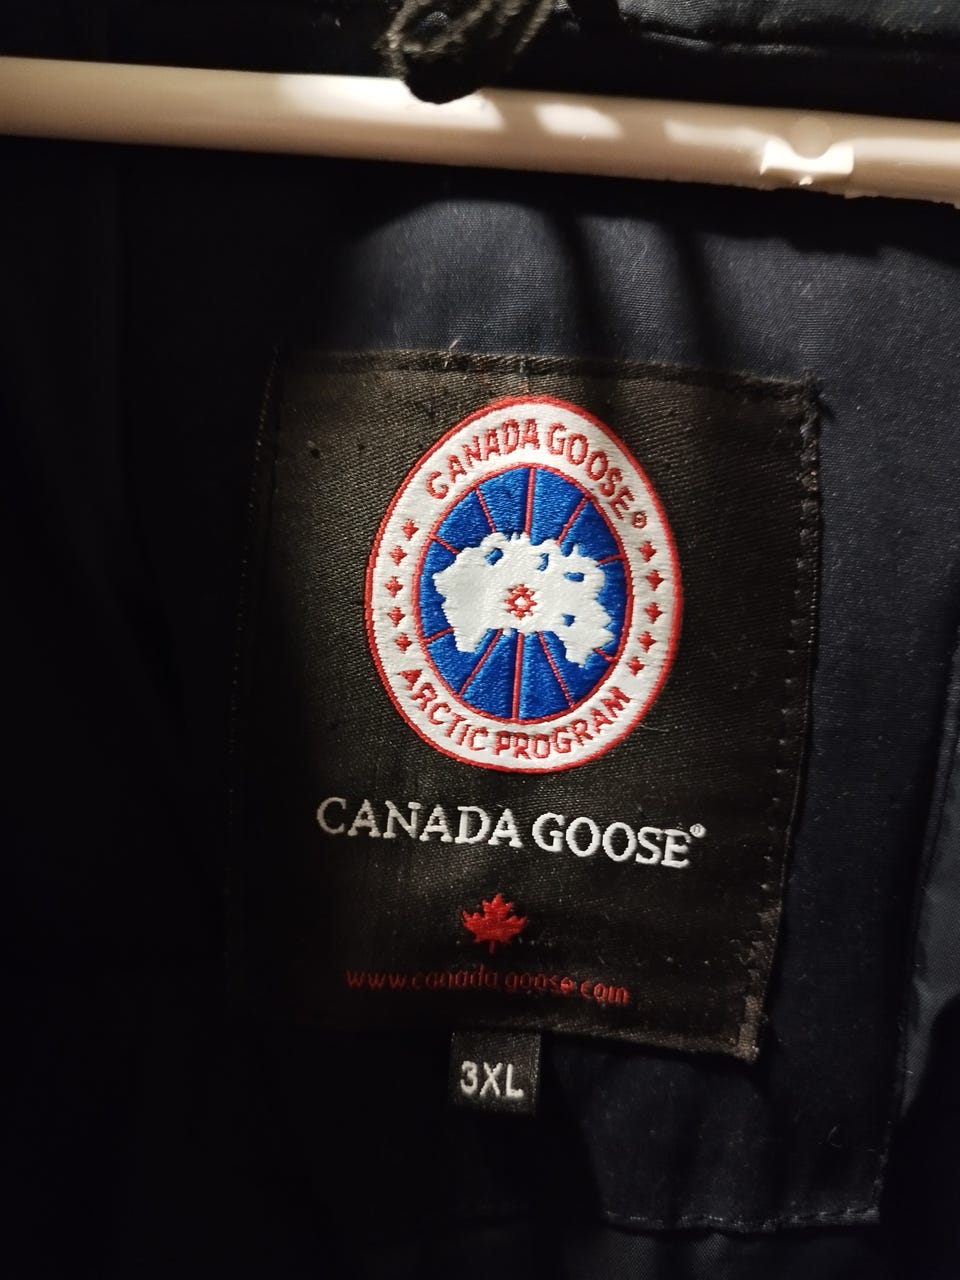 CANADA GOOSE®
ARCTIC PROGRAM
CANADA GOOSE®
www.canada goose.com
3XL